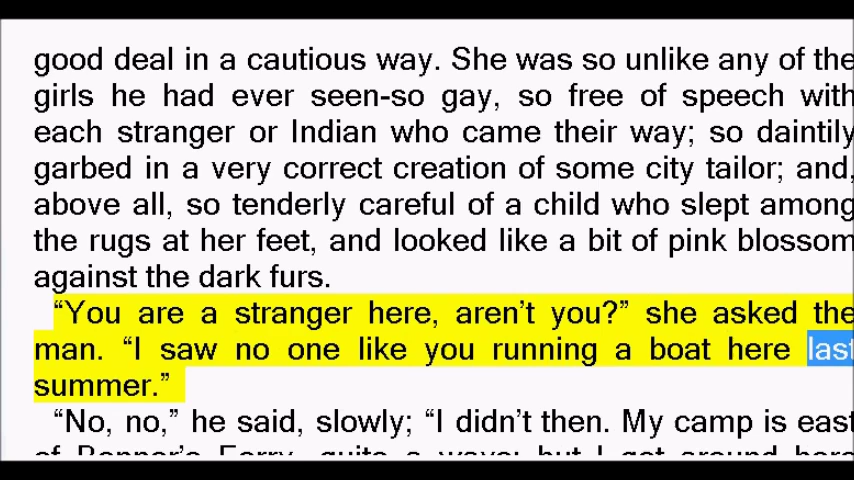 good deal in a cautious way. She was so unlike any of the
girls he had ever seen-so gay, so free of speech with
each stranger or Indian who came their way; so daintily
garbed in a very correct creation of some city tailor; and,
above all, so tenderly careful of a child who slept among
the rugs at her feet, and looked like a bit of pink blossom
against the dark furs.
“You are a stranger here, aren’t you?” she asked the
man. “I saw no one like you running a boat here last
summer.”
“No, no,” he said, slowly; “I didn’t then. My camp is east
of Bonner’s Ferry, quite a ways; but I get around here